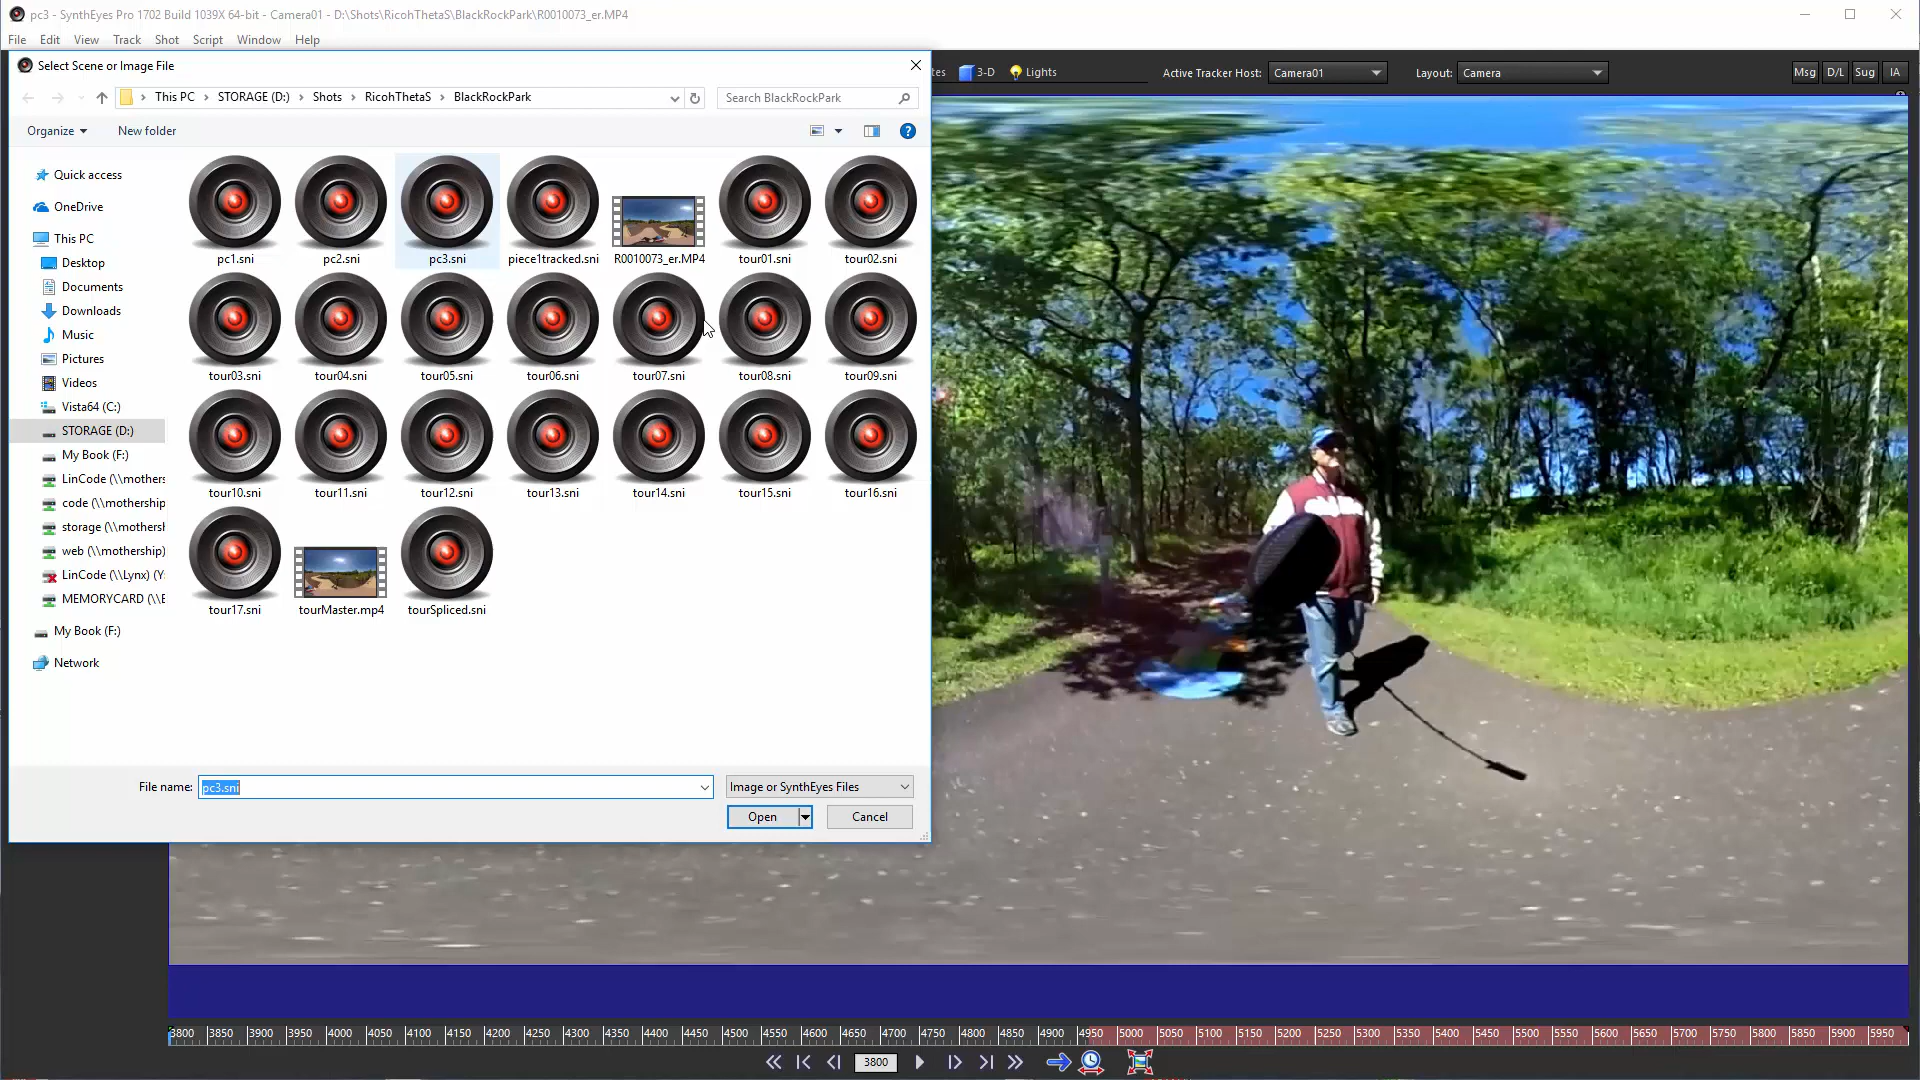 pc3 - SynthEyes Pro 1702 Build 1039X 64-bit - Camera01 - D:\Shots\RicohThetaS\BlackRockPark\R0010073_er.MP4
File Edit View Track Shot Script Window Help
Select Scene or Image File
tes 3-D Lights Active Tracker Host: Camera01 Layout: Camera Msg D/L Sug IA
This PC > STORAGE (D:) > Shots > RicohThetaS > BlackRockPark Search BlackRockPark
Organize New folder
Quick access
OneDrive
This PC
Desktop
Documents
Downloads
Music
Pictures
Videos
Vista64 (C:)
STORAGE (D:)
My Book (F:)
LinCode (\\mothers
code (\\mothership
storage (\\mothersh
web (\\mothership)
LinCode (\\Lynx) (Y:
MEMORYCARD (\\E
My Book (F:)
Network
pc1.sni pc2.sni pc3.sni piece1tracked.sni R0010073_er.MP4 tour01.sni tour02.sni
tour03.sni tour04.sni tour05.sni tour06.sni tour07.sni tour08.sni tour09.sni
tour10.sni tour11.sni tour12.sni tour13.sni tour14.sni tour15.sni tour16.sni
tour17.sni tourMaster.mp4 tourSpliced.sni
File name: pc3.sni Image or SynthEyes Files
Open Cancel
3800 3850 3900 3950 4000 4050 4100 4150 4200 4250 4300 4350 4400 4450 4500 4550 4600 4650 4700 4750 4800 4850 4900 4950 5000 5050 5100 5150 5200 5250 5300 5350 5400 5450 5500 5550 5600 5650 5700 5750 5800 5850 5900 5950
3800